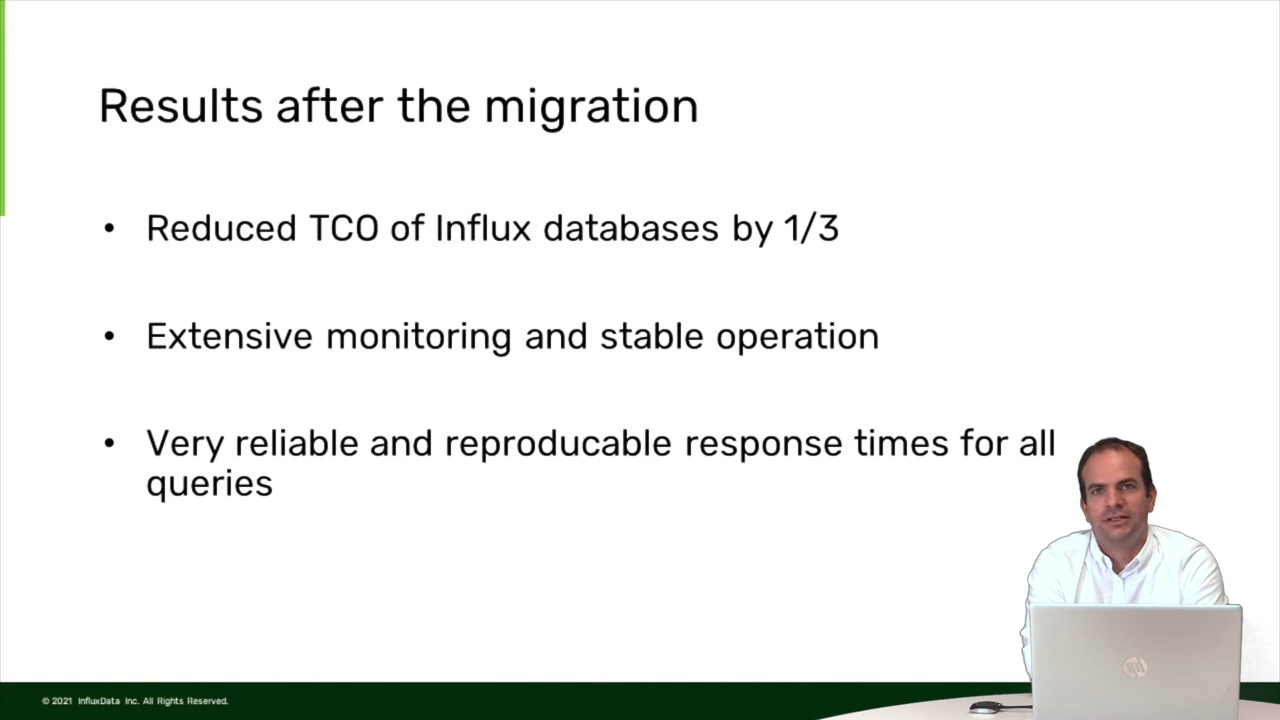 Results after the migration
• Reduced TCO of Influx databases by 1/3
• Extensive monitoring and stable operation
• Very reliable and reproducable response times for all
queries
© 2021 InfluxData Inc. All Rights Reserved.
hp